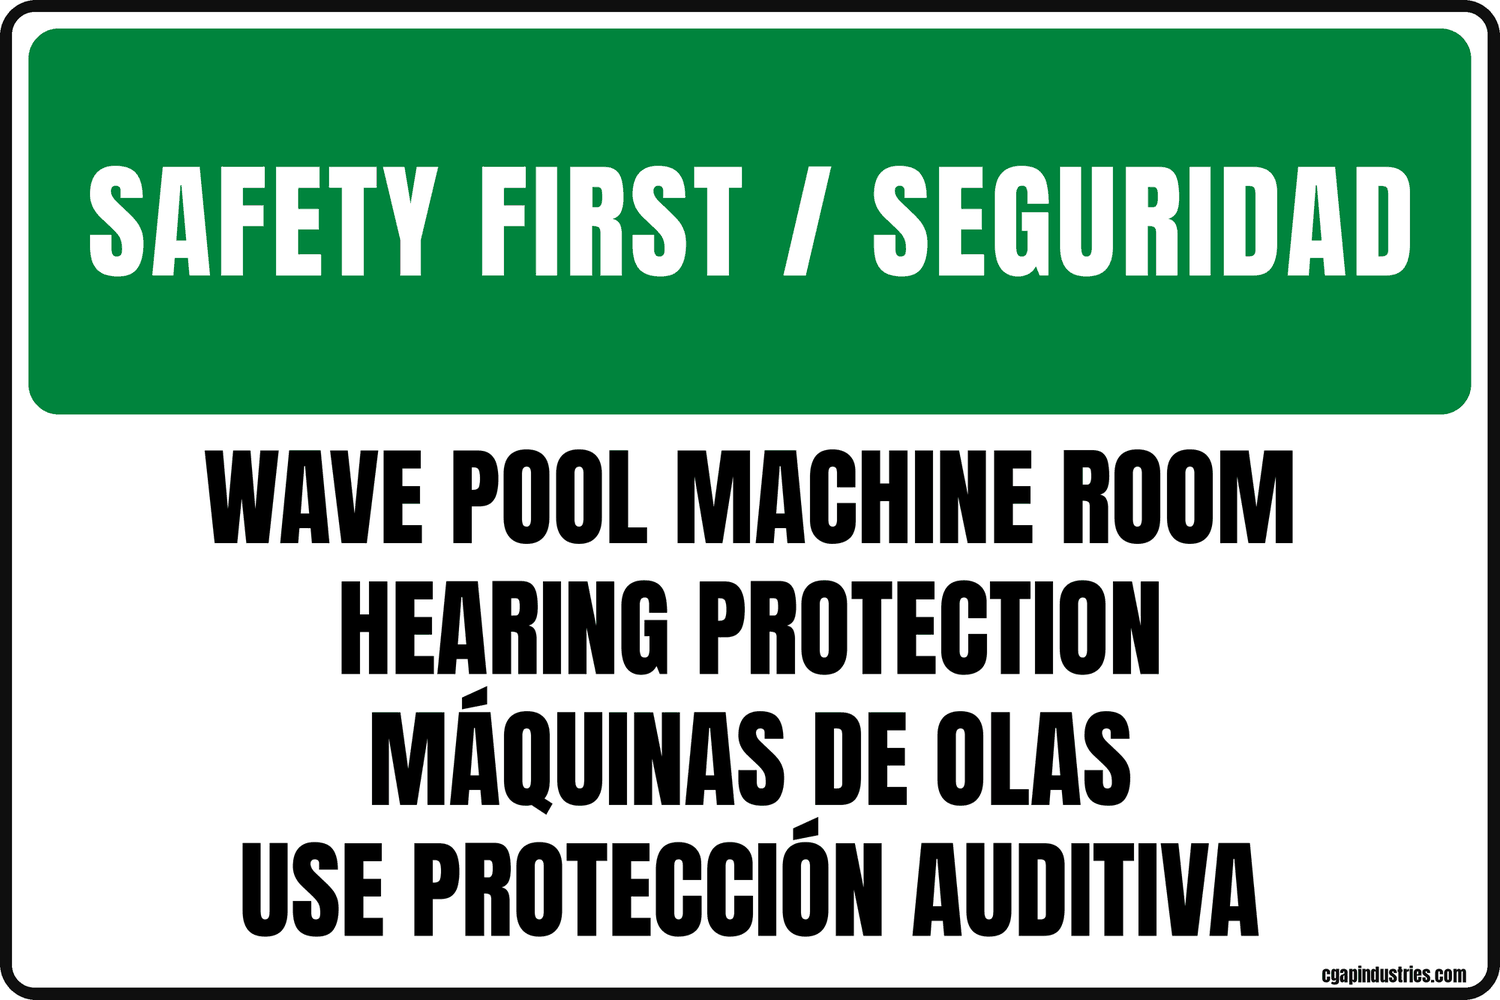 SAFETY FIRST / SEGURIDAD
WAVE POOL MACHINE ROOM
HEARING PROTECTION
MÁQUINAS DE OLAS
USE PROTECCIÓN AUDITIVA
cgapindustries.com